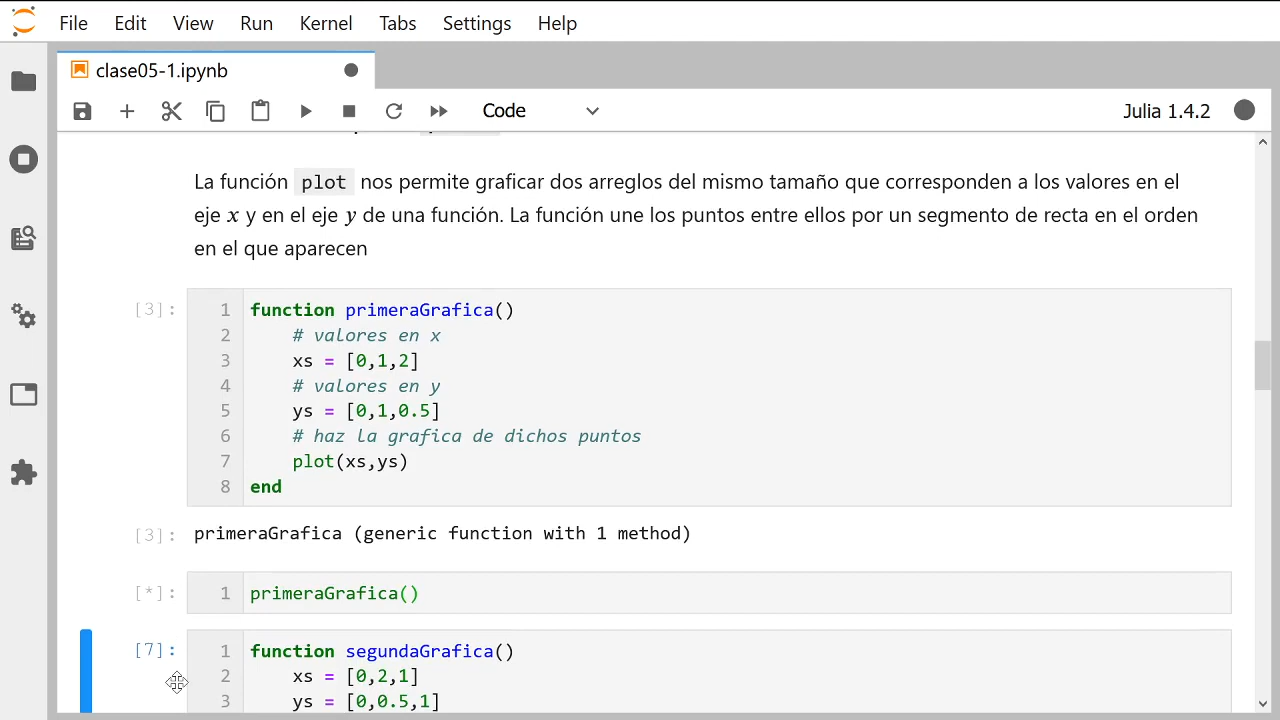 File Edit View Run Kernel Tabs Settings Help
clase05-1.ipynb
Code
Julia 1.4.2
La función plot nos permite graficar dos arreglos del mismo tamaño que corresponden a los valores en el
eje x y en el eje y de una función. La función une los puntos entre ellos por un segmento de recta en el orden
en el que aparecen
[3]: 1 function primeraGrafica()
2 # valores en x
3 xs = [0,1,2]
4 # valores en y
5 ys = [0,1,0.5]
6 # haz la grafica de dichos puntos
7 plot(xs,ys)
8 end
[3]: primeraGrafica (generic function with 1 method)
[*]: 1 primeraGrafica()
[7]: 1 function segundaGrafica()
2 xs = [0,2,1]
3 ys = [0,0.5,1]